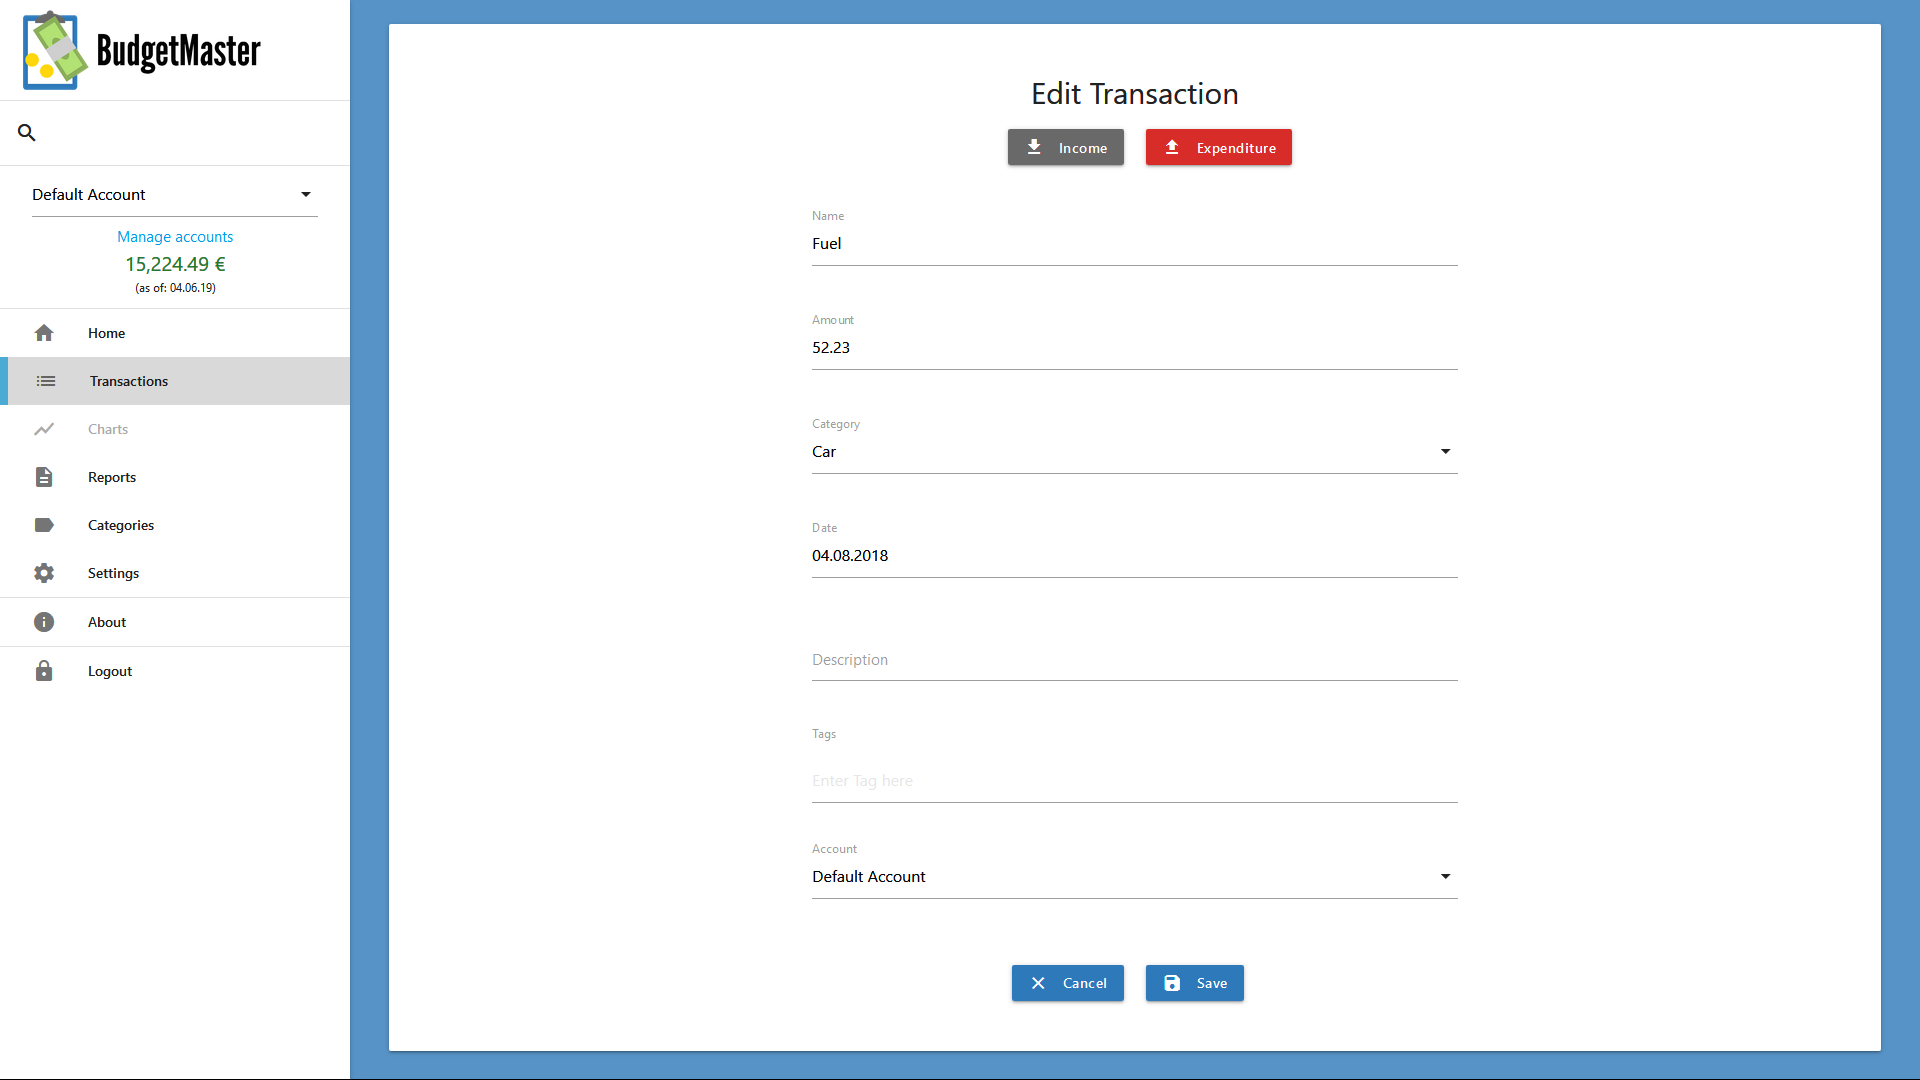 BudgetMaster
Default Account
Manage accounts
15,224.49 €
(as of: 04.06.19)
Home
Transactions
Charts
Reports
Categories
Settings
About
Logout
Edit Transaction
Income
Expenditure
Name
Fuel
Amount
52.23
Category
Car
Date
04.08.2018
Description
Tags
Enter Tag here
Account
Default Account
Cancel
Save